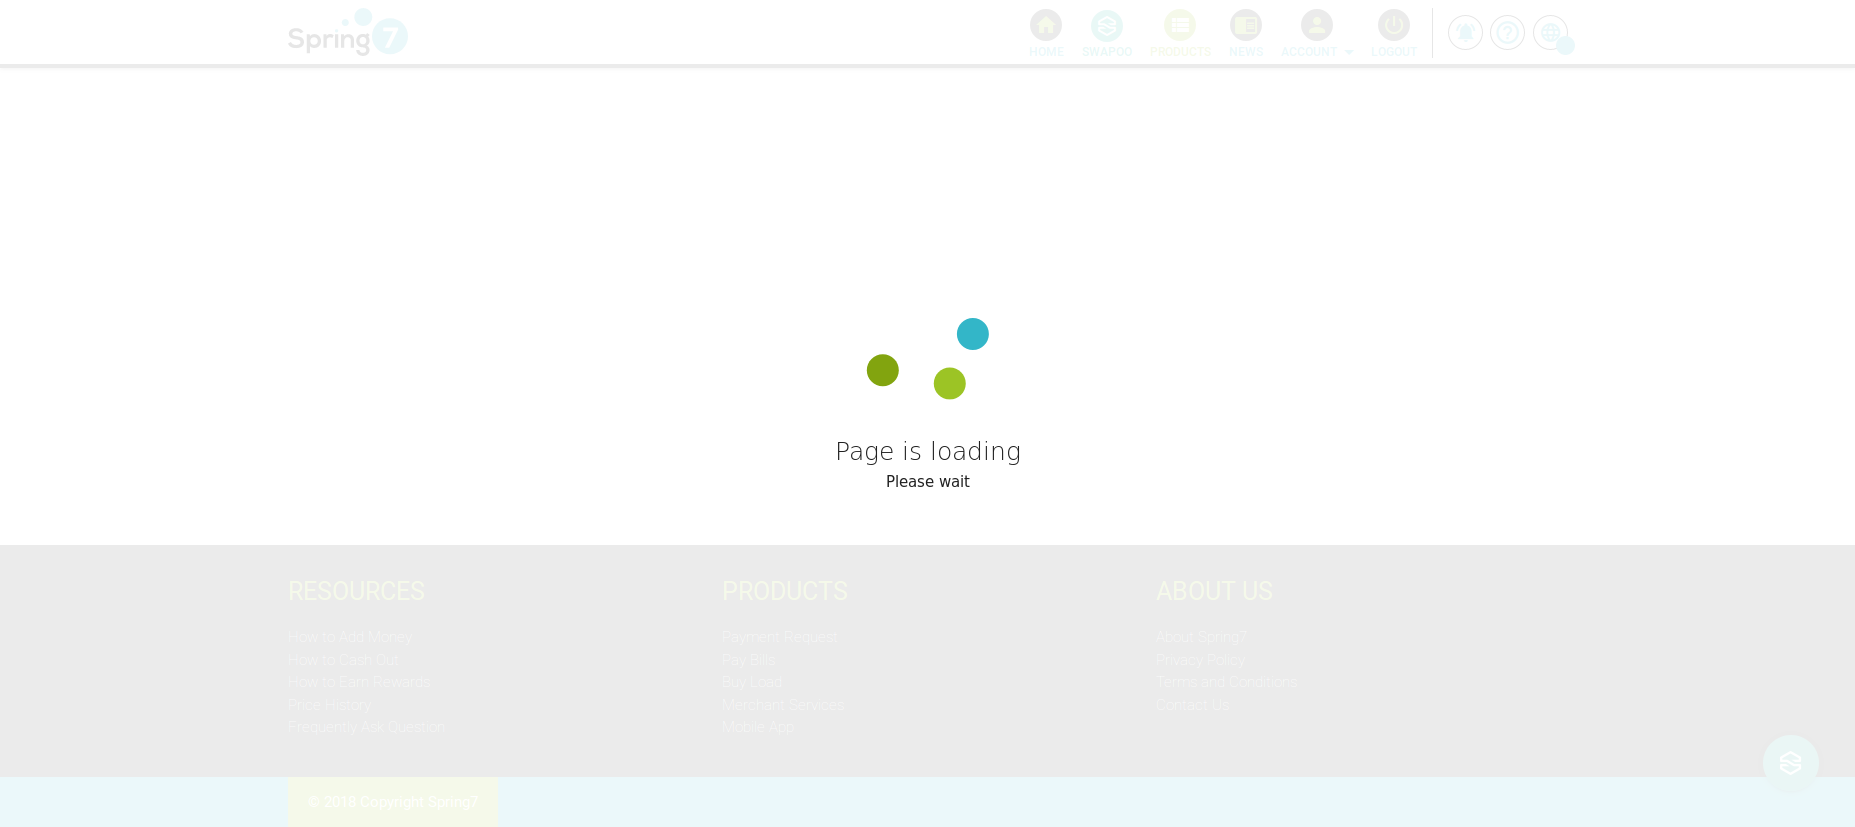 Spring7
HOME SWAPOO PRODUCTS NEWS ACCOUNT LOGOUT
Page is loading
Please wait
RESOURCES
How to Add Money
How to Cash Out
How to Earn Rewards
Price History
Frequently Ask Question
PRODUCTS
Payment Request
Pay Bills
Buy Load
Merchant Services
Mobile App
ABOUT US
About Spring7
Privacy Policy
Terms and Conditions
Contact Us
© 2018 Copyright Spring7